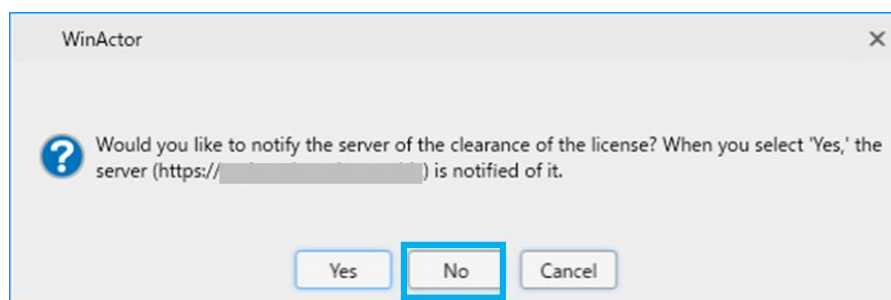 WinActor
Would you like to notify the server of the clearance of the license? When you select 'Yes,' the
server (https:// ) is notified of it.
Yes No Cancel